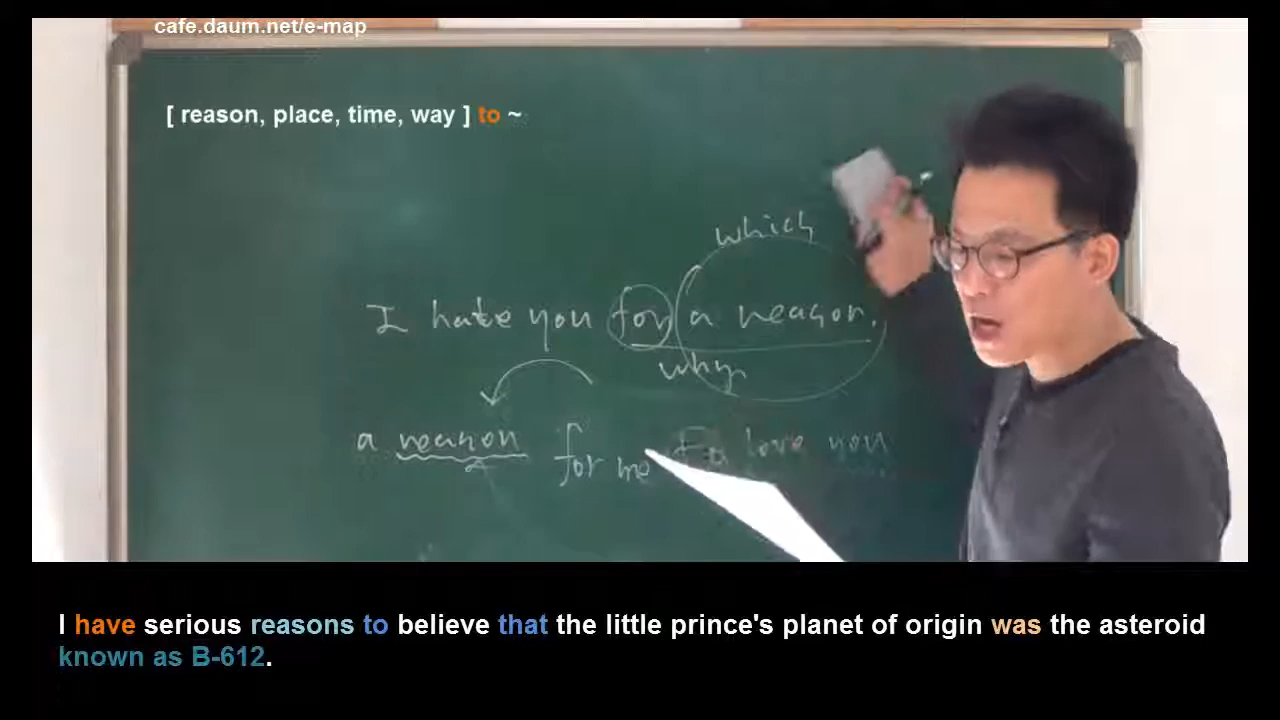 cafe.daum.net/e-map
[ reason, place, time, way ] to ~
which
I hate you for a reason.
why
a reason for me to love you
I have serious reasons to believe that the little prince's planet of origin was the asteroid
known as B-612.